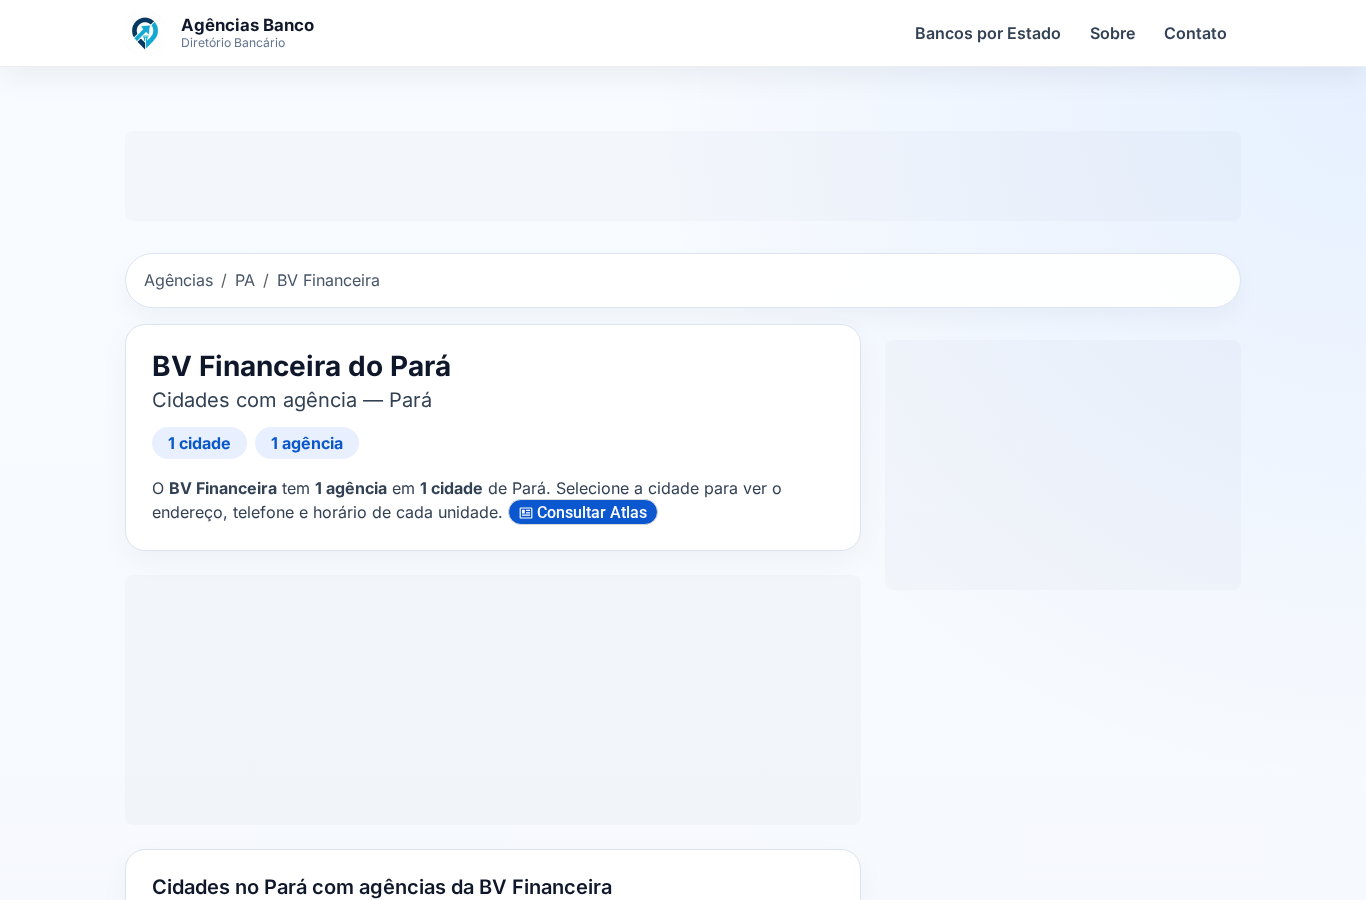 Agências Banco
Diretório Bancário
Bancos por Estado
Sobre
Contato
Agências / PA / BV Financeira
BV Financeira do Pará
Cidades com agência — Pará
1 cidade
1 agência
O BV Financeira tem 1 agência em 1 cidade de Pará. Selecione a cidade para ver o
endereço, telefone e horário de cada unidade. Consultar Atlas
Cidades no Pará com agências da BV Financeira